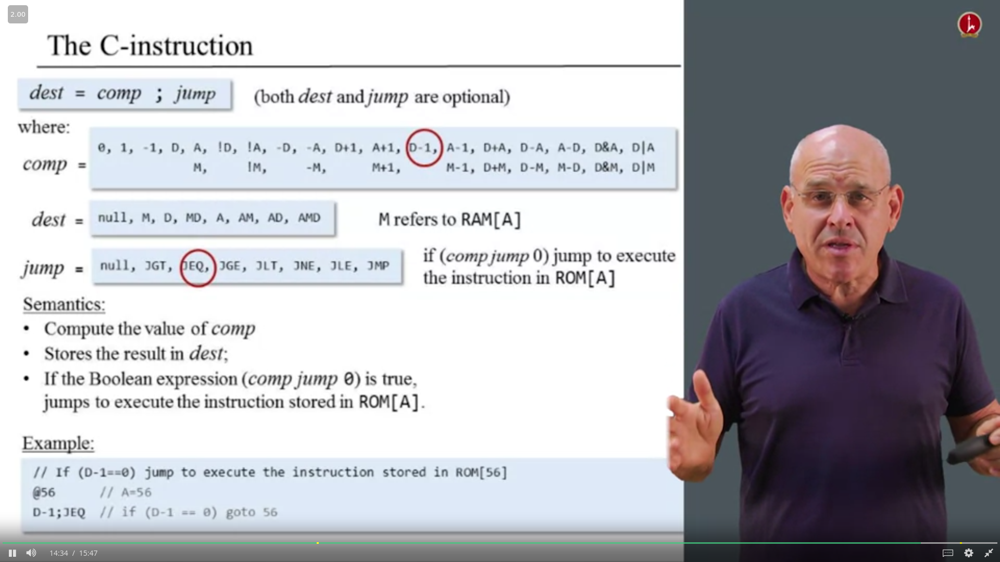 2.00
The C-instruction
dest = comp ; jump (both dest and jump are optional)
where:
comp =
0, 1, -1, D, A, !D, !A, -D, -A, D+1, A+1, D-1, A-1, D+A, D-A, A-D, D&A, D|A
M, !M, -M, M+1, M-1, D+M, D-M, M-D, D&M, D|M
dest = null, M, D, MD, A, AM, AD, AMD M refers to RAM[A]
jump = null, JGT, JEQ, JGE, JLT, JNE, JLE, JMP
if (comp jump 0) jump to execute
the instruction in ROM[A]
Semantics:
• Compute the value of comp
• Stores the result in dest;
• If the Boolean expression (comp jump 0) is true,
jumps to execute the instruction stored in ROM[A].
Example:
// If (D-1==0) jump to execute the instruction stored in ROM[56]
@56 // A=56
D-1;JEQ // if (D-1 == 0) goto 56
14:34 / 15:47